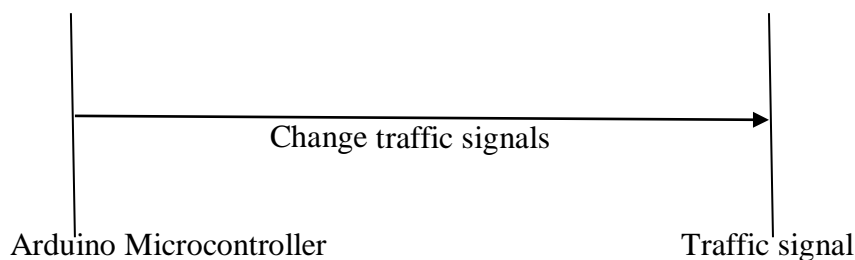 Change traffic signals
Arduino Microcontroller
Traffic signal